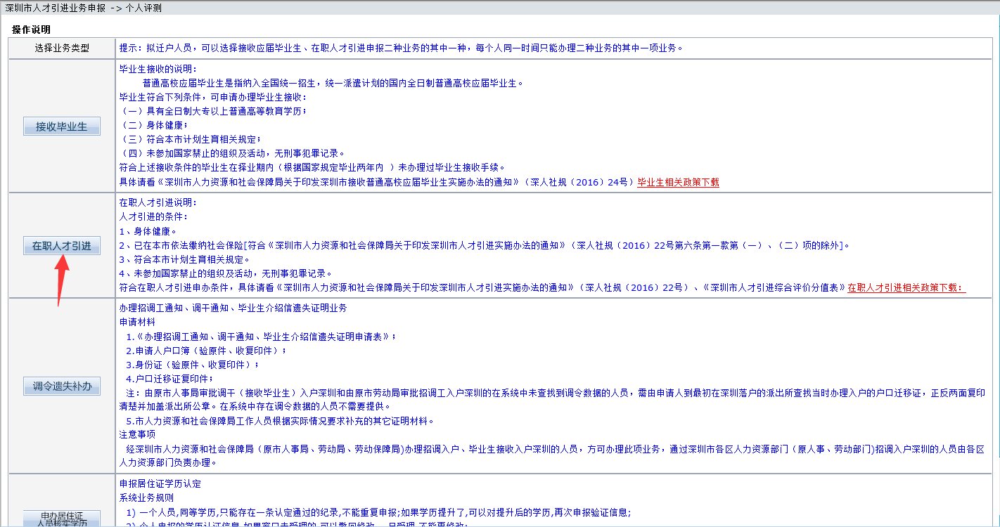 深圳市人才引进业务申报 -> 个人评测
操作说明
选择业务类型
提示：拟迁户人员，可以选择接收应届毕业生、在职人才引进申报二种业务的其中一种，每个人同一时间只能办理二种业务的其中一项业务。
接收毕业生
毕业生接收的说明：
普通高校应届毕业生是指纳入全国统一招生，统一派遣计划的国内全日制普通高校应届毕业生。
毕业生符合下列条件，可申请办理毕业生接收：
（一）具有全日制大专以上普通高等教育学历；
（二）身体健康；
（三）符合本市计划生育相关规定；
（四）未参加国家禁止的组织及活动，无刑事犯罪记录。
符合上述接收条件的毕业生在择业期内（根据国家规定毕业两年内 ）未办理过毕业生接收手续。
具体请看《深圳市人力资源和社会保障局关于印发深圳市接收普通高校应届毕业生实施办法的通知》（深人社规（2016）24号）毕业生相关政策下载
在职人才引进
在职人才引进说明：
人才引进的条件：
1、身体健康。
2、已在本市依法缴纳社会保险[符合《深圳市人力资源和社会保障局关于印发深圳市人才引进实施办法的通知》（深人社规（2016）22号第六条第一款第（一）、（二）项的除外]。
3、符合本市计划生育相关规定。
4、未参加国家禁止的组织及活动，无刑事犯罪记录。
符合在职人才引进申办条件，具体请看《深圳市人力资源和社会保障局关于印发深圳市人才引进实施办法的通知》（深人社规（2016）22号）、《深圳市人才引进综合评价分值表》在职人才引进相关政策下载：
调令遗失补办
办理招调工通知、调干通知、毕业生介绍信遗失证明业务
申请材料
1.《办理招调工通知、调干通知、毕业生介绍信遗失证明申请表》；
2.申请人户口簿（验原件、收复印件）；
3.身份证（验原件、收复印件）；
4.户口迁移证复印件；
注：由原市人事局审批调干（接收毕业生）入户深圳和由原市劳动局审批招调工入户深圳的在系统中未查找到调令数据的人员，需由申请人到最初在深圳落户的派出所查找当时办理入户的户口迁移证，正反两面复印
清楚并加盖派出所公章。在系统中存在调令数据的人员不需要提供。
5.市人力资源和社会保障局工作人员根据实际情况要求补充的其它证明材料。
注意事项
经深圳市人力资源和社会保障局（原市人事局、劳动局、劳动保障局)办理招调入户、毕业生接收入户深圳的人员，方可办理此项业务，通过深圳市各区人力资源部门（原人事、劳动部门)招调入户深圳的人员由各区
人力资源部门负责办理。
申办居住证
人员核实学历
申报居住证学历认定
系统业务规则
1) 一个人员,同等学历,只能存在一条认定通过的纪录,不能重复申报;如果学历提升了,可以对提升后的学历,再次申报验证信息;
2) 个人申报的学历认证信息,如果窗口未受理的,可以撤回修改,一旦受理,不能再修改;